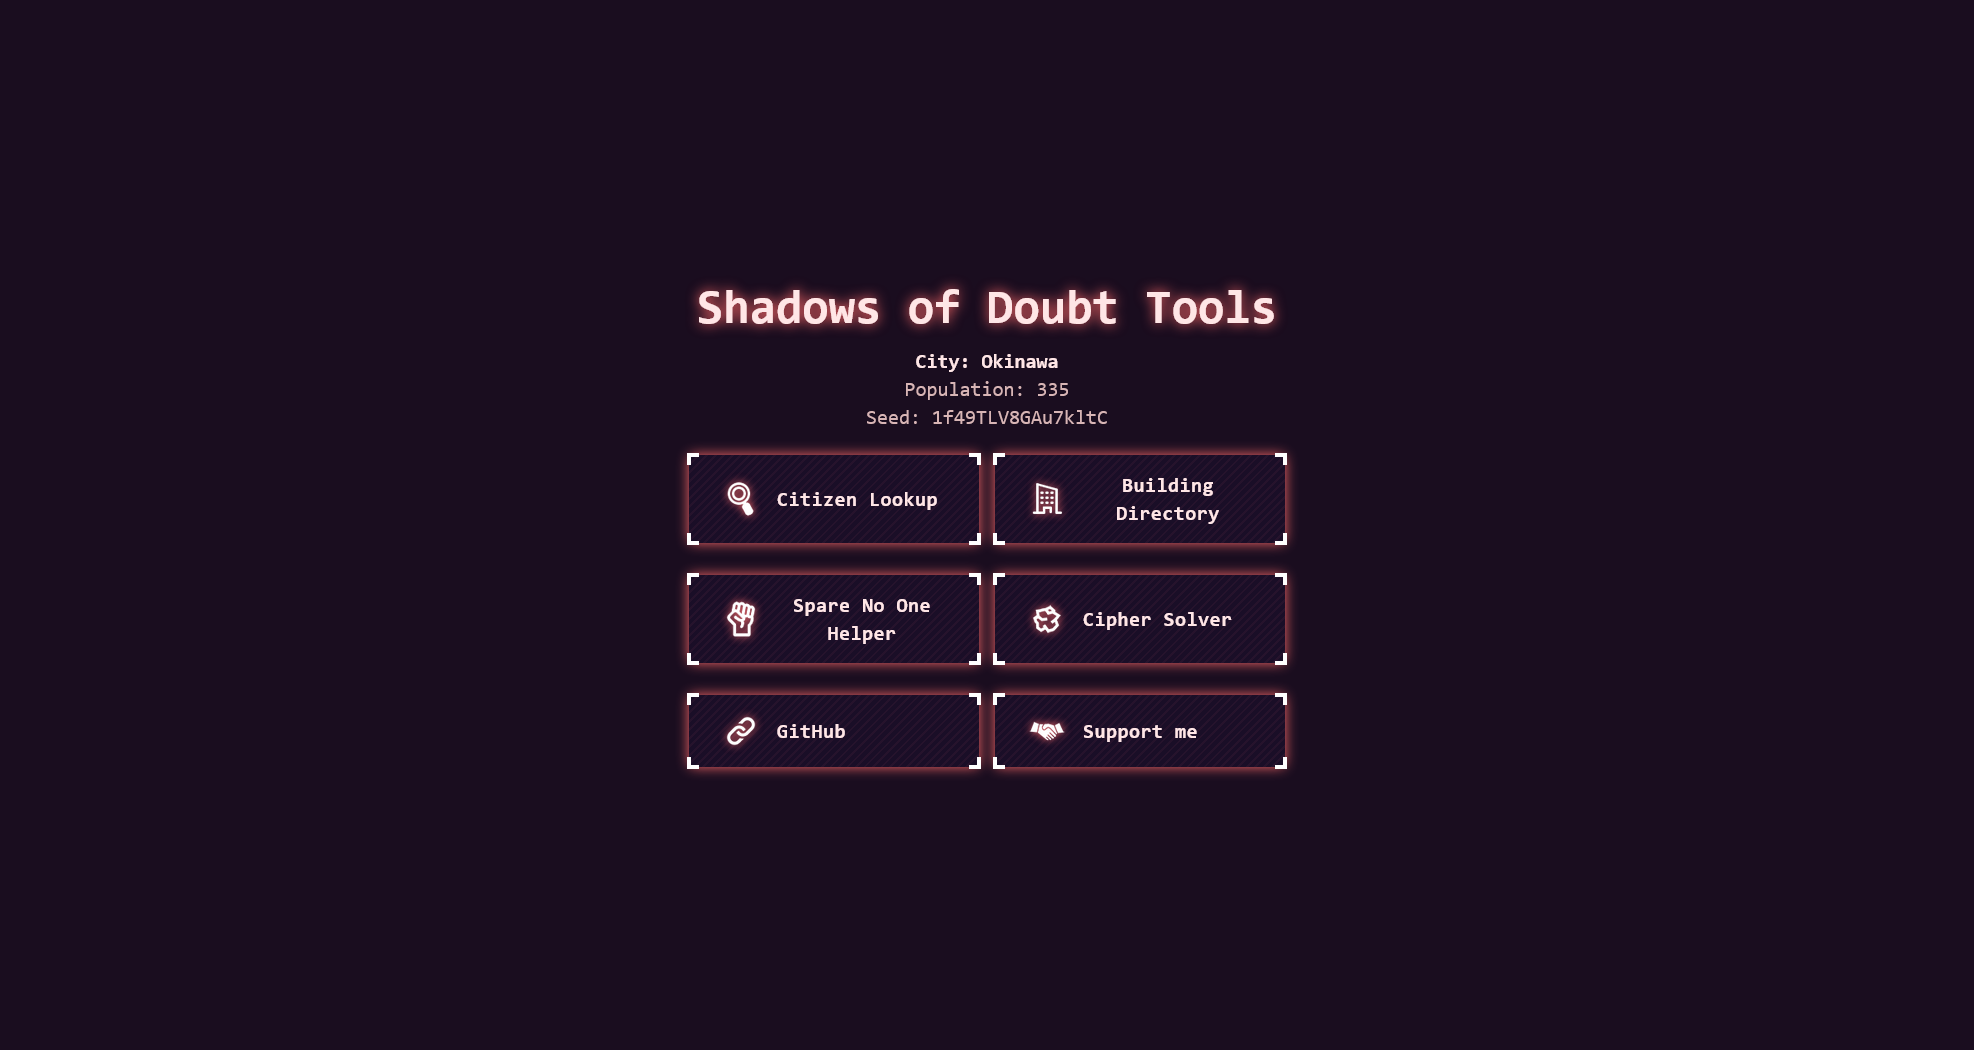 Shadows of Doubt Tools
City: Okinawa
Population: 335
Seed: 1f49TLV8GAu7kltC
Citizen Lookup
Building
Directory
Spare No One
Helper
Cipher Solver
GitHub
Support me